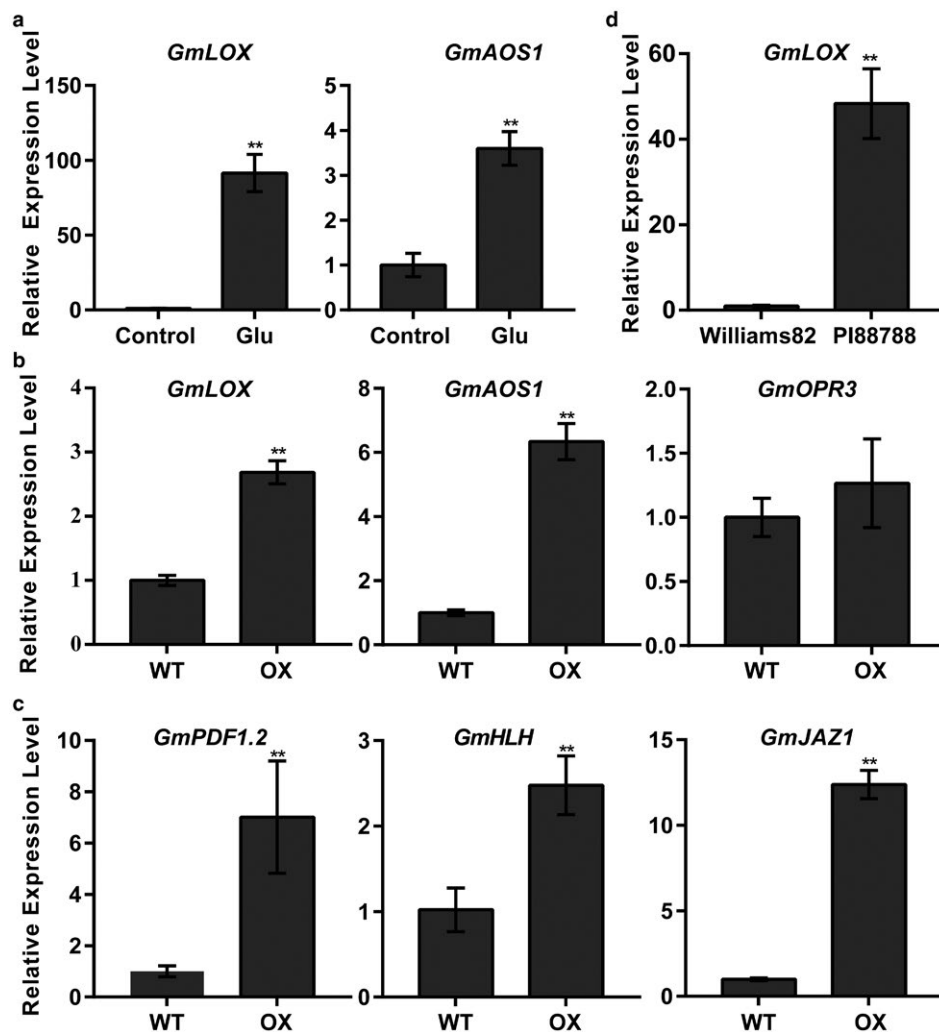 a
GmLOX
Relative Expression Level
150
100
50
0
**
Control Glu
GmAOS1
5
4
3
2
1
0
**
Control Glu
d
GmLOX
Relative Expression Level
60
40
20
0
**
Williams82 PI88788
b
GmLOX
Relative Expression Level
4
3
2
1
0
**
WT OX
GmAOS1
8
6
4
2
0
**
WT OX
GmOPR3
2.0
1.5
1.0
0.5
0.0
WT OX
c
GmPDF1.2
Relative Expression Level
10
8
6
4
2
0
**
WT OX
GmHLH
3
2
1
0
**
WT OX
GmJAZ1
15
10
5
0
**
WT OX